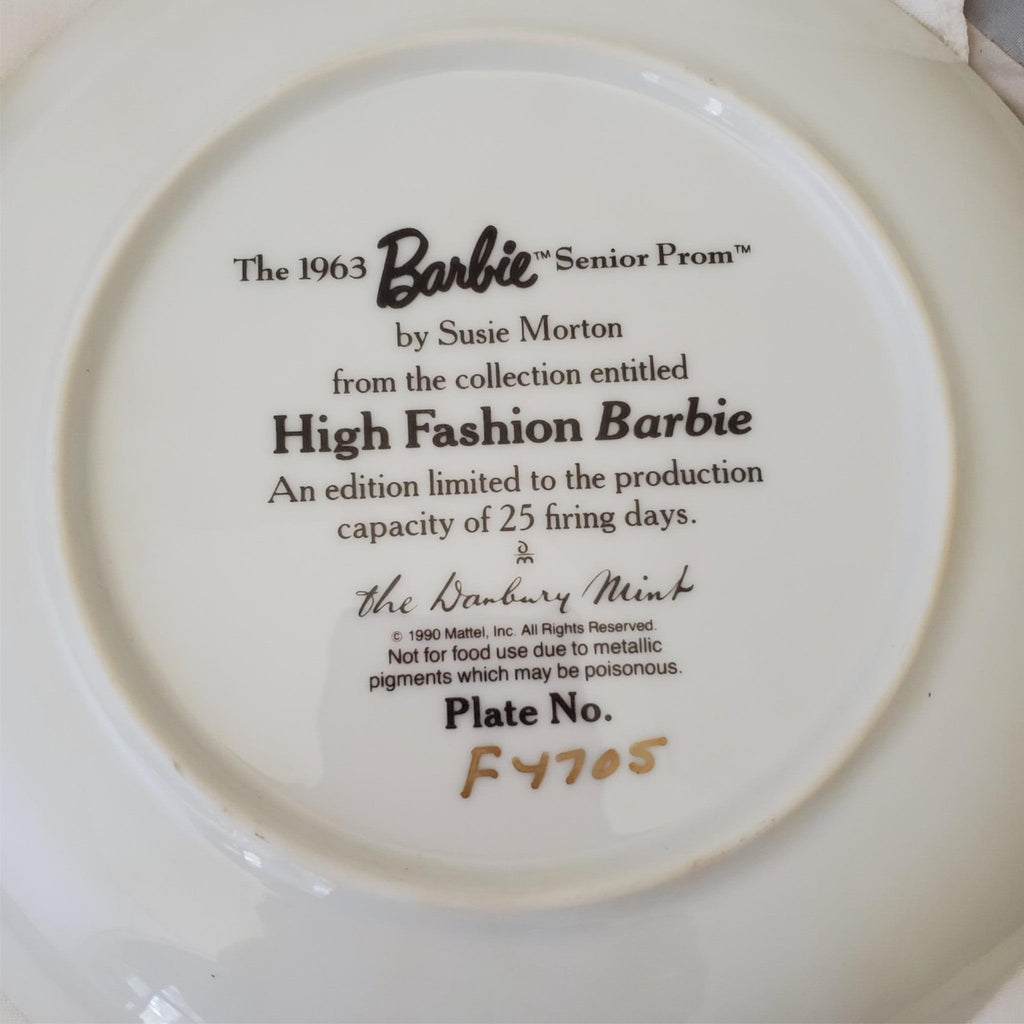 The 1963 Barbie™ Senior Prom™
by Susie Morton
from the collection entitled
High Fashion Barbie
An edition limited to the production
capacity of 25 firing days.
dm
the Danbury Mint
© 1990 Mattel, Inc. All Rights Reserved.
Not for food use due to metallic
pigments which may be poisonous.
Plate No.
F4705